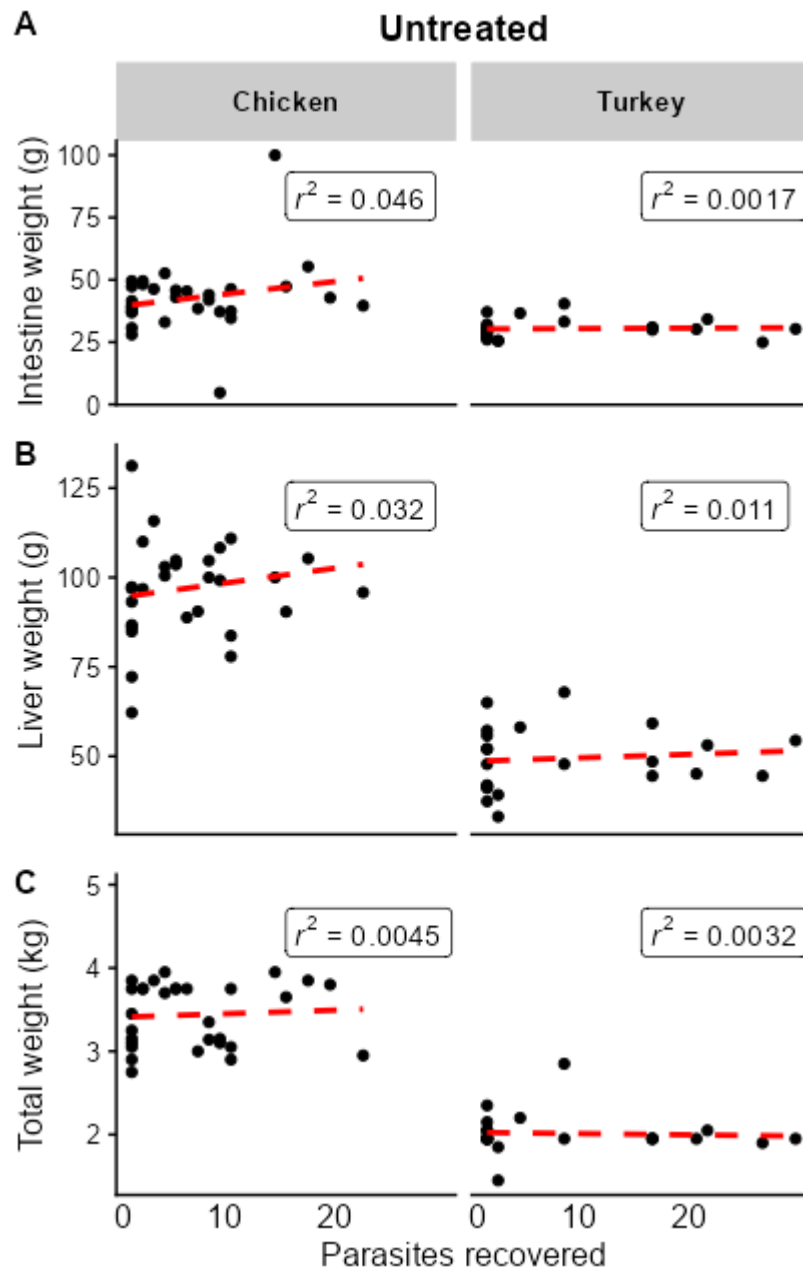 A
Untreated
Chicken
Turkey
Intestine weight (g)
100
75
50
25
0
r² = 0.046
r² = 0.0017
B
Liver weight (g)
125
100
75
50
r² = 0.032
r² = 0.011
C
Total weight (kg)
5
4
3
2
r² = 0.0045
r² = 0.0032
0 10 20
0 10 20
Parasites recovered